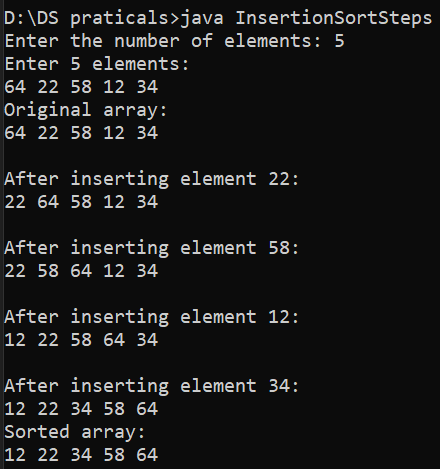 D:\DS praticals>java InsertionSortSteps
Enter the number of elements: 5
Enter 5 elements:
64 22 58 12 34
Original array:
64 22 58 12 34
After inserting element 22:
22 64 58 12 34
After inserting element 58:
22 58 64 12 34
After inserting element 12:
12 22 58 64 34
After inserting element 34:
12 22 34 58 64
Sorted array:
12 22 34 58 64